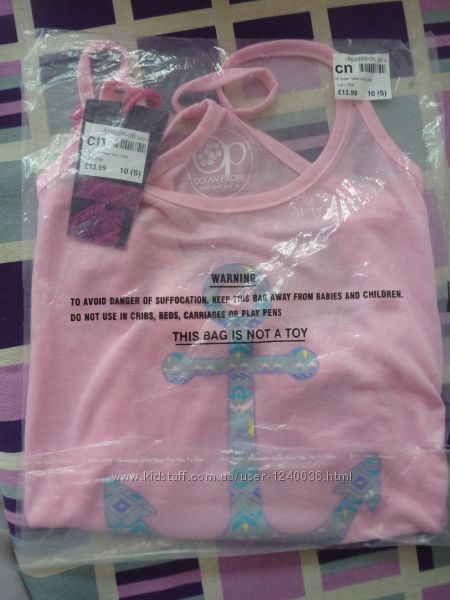 cn
£13.99 10 (S)
cn
£13.99 10 (S)
op
OCEAN PACIFIC
WARNING
TO AVOID DANGER OF SUFFOCATION, KEEP THIS BAG AWAY FROM BABIES AND CHILDREN.
DO NOT USE IN CRIBS, BEDS, CARRIAGES OR PLAY PENS
THIS BAG IS NOT A TOY
www.kidstaff.com.ua/user-1240036.html